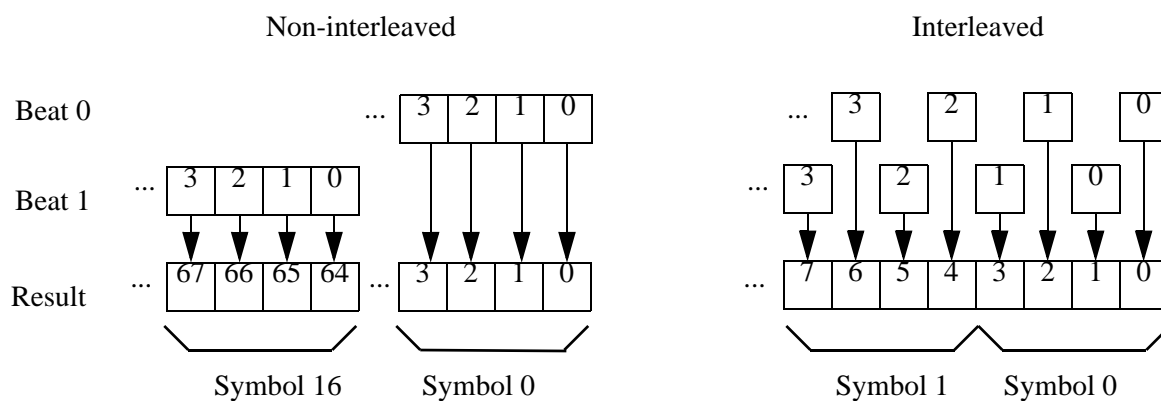 Non-interleaved Interleaved
Beat 0 ... 3 2 1 0 ... 3 2 1 0
Beat 1 ... 3 2 1 0 ... 3 2 1 0
Result ... 67 66 65 64 ... 3 2 1 0 ... 7 6 5 4 3 2 1 0
Symbol 16 Symbol 0 Symbol 1 Symbol 0